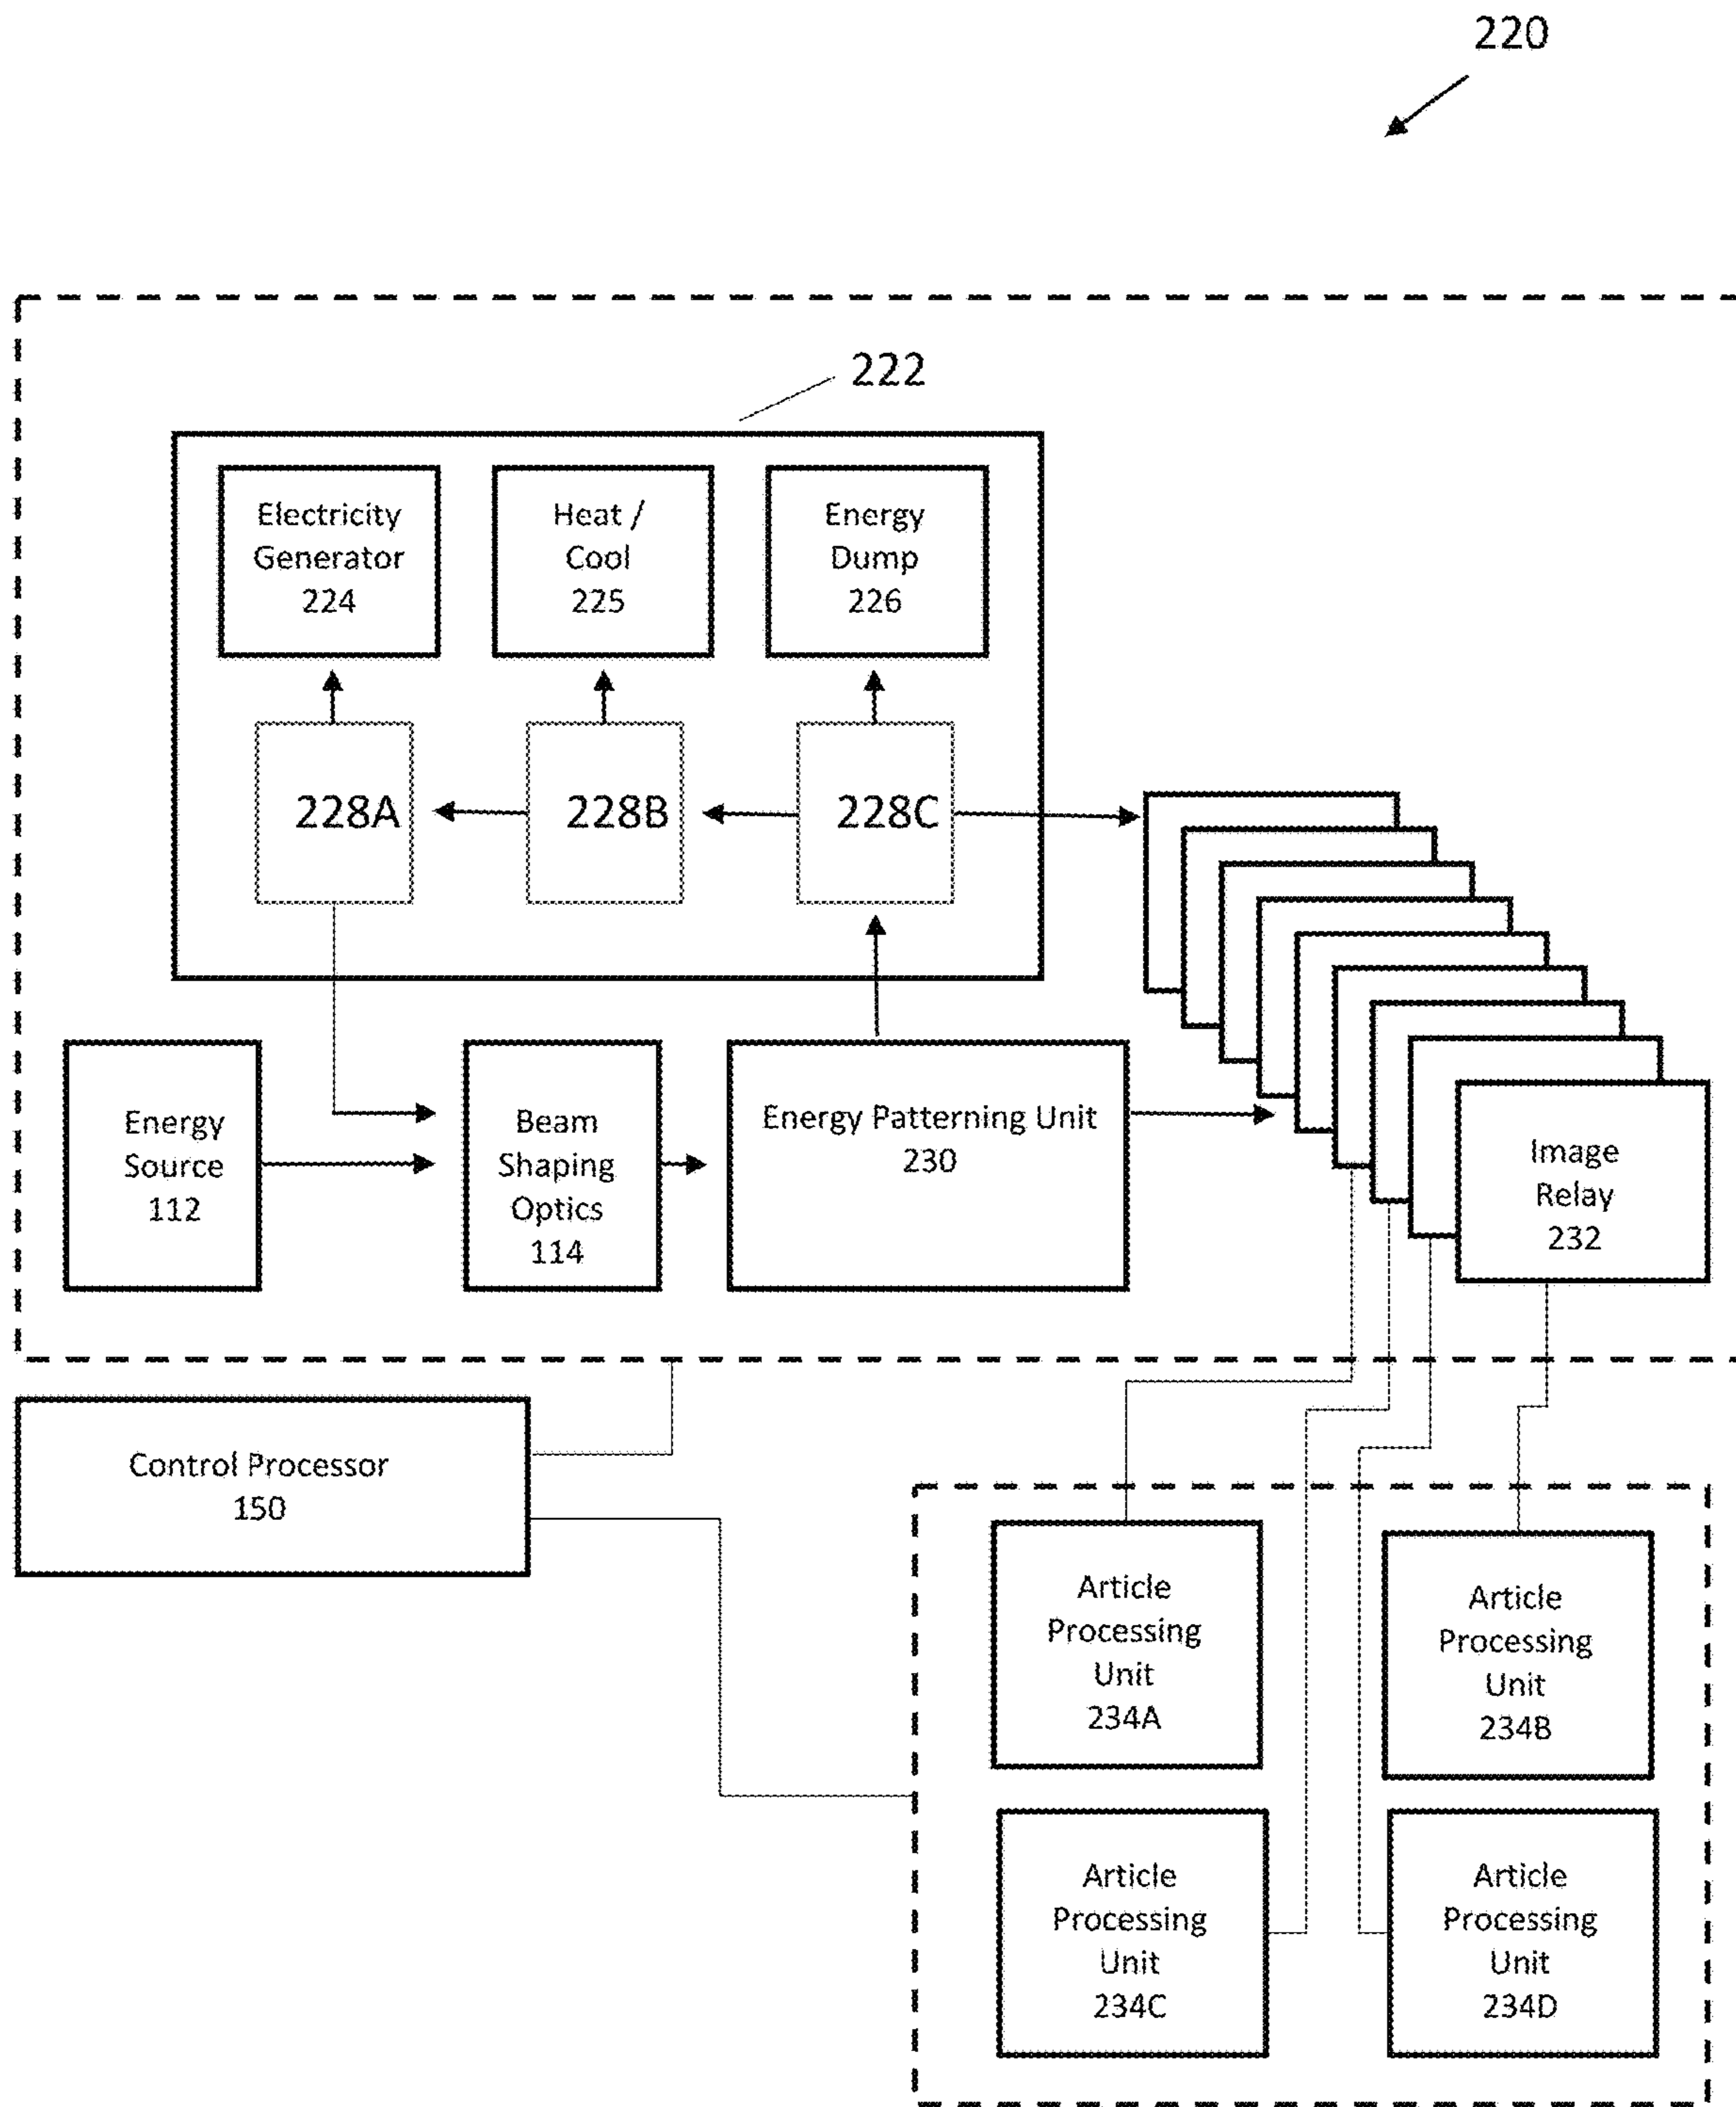 220
222
Electricity
Generator
224
Heat /
Cool
225
Energy
Dump
226
228A
228B
228C
Energy
Source
112
Beam
Shaping
Optics
114
Energy Patterning Unit
230
Image
Relay
232
Control Processor
150
Article
Processing
Unit
234A
Article
Processing
Unit
234B
Article
Processing
Unit
234C
Article
Processing
Unit
234D